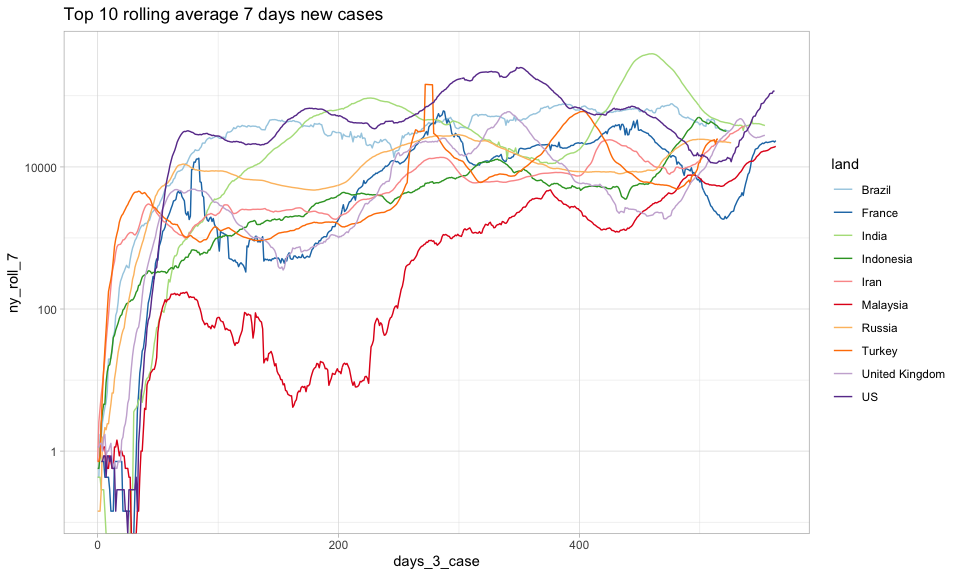 Top 10 rolling average 7 days new cases
ny_roll_7
10000
100
1
0
200
400
days_3_case
land
Brazil
France
India
Indonesia
Iran
Malaysia
Russia
Turkey
United Kingdom
US